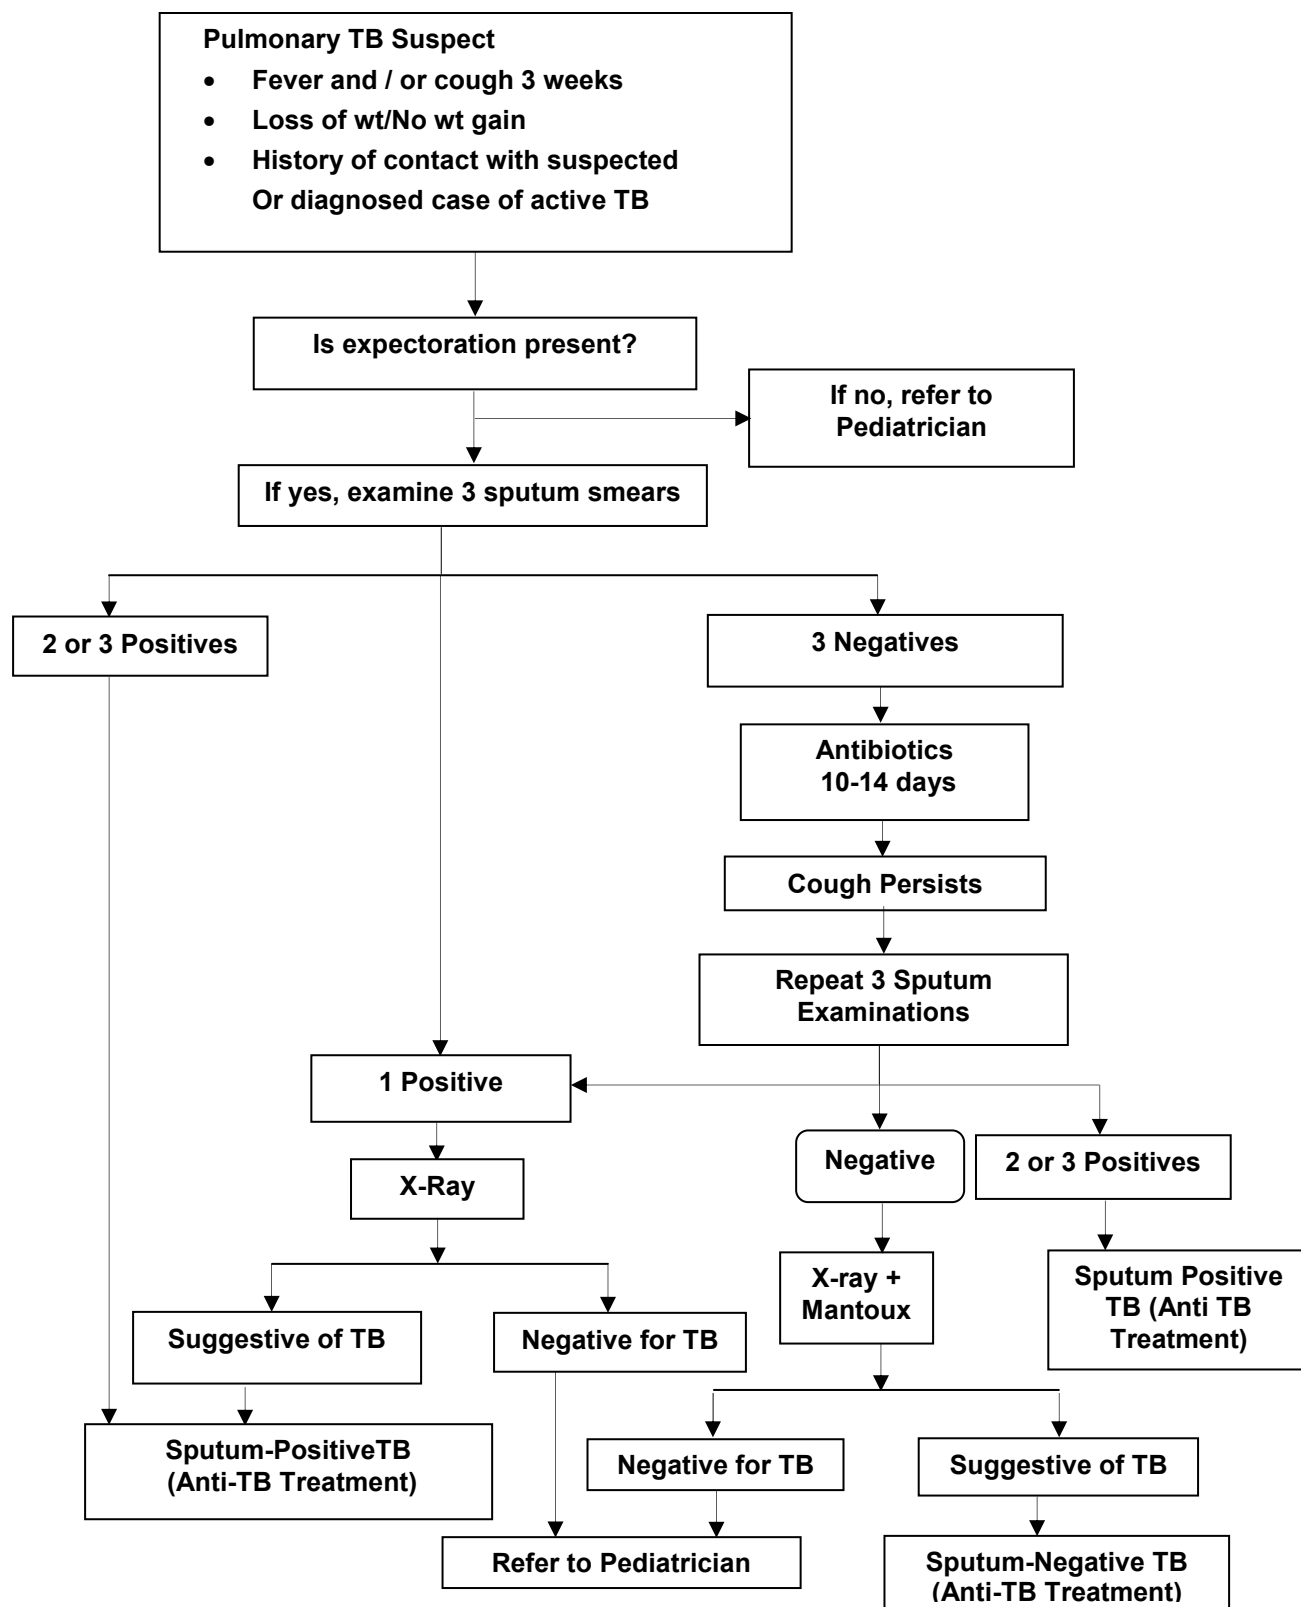 Pulmonary TB Suspect
• Fever and / or cough 3 weeks
• Loss of wt/No wt gain
• History of contact with suspected
Or diagnosed case of active TB
Is expectoration present?
If no, refer to
Pediatrician
If yes, examine 3 sputum smears
2 or 3 Positives
3 Negatives
Antibiotics
10-14 days
Cough Persists
Repeat 3 Sputum
Examinations
1 Positive
Negative
2 or 3 Positives
X-Ray
X-ray +
Mantoux
Sputum Positive
TB (Anti TB
Treatment)
Suggestive of TB
Negative for TB
Sputum-PositiveTB
(Anti-TB Treatment)
Negative for TB
Suggestive of TB
Refer to Pediatrician
Sputum-Negative TB
(Anti-TB Treatment)